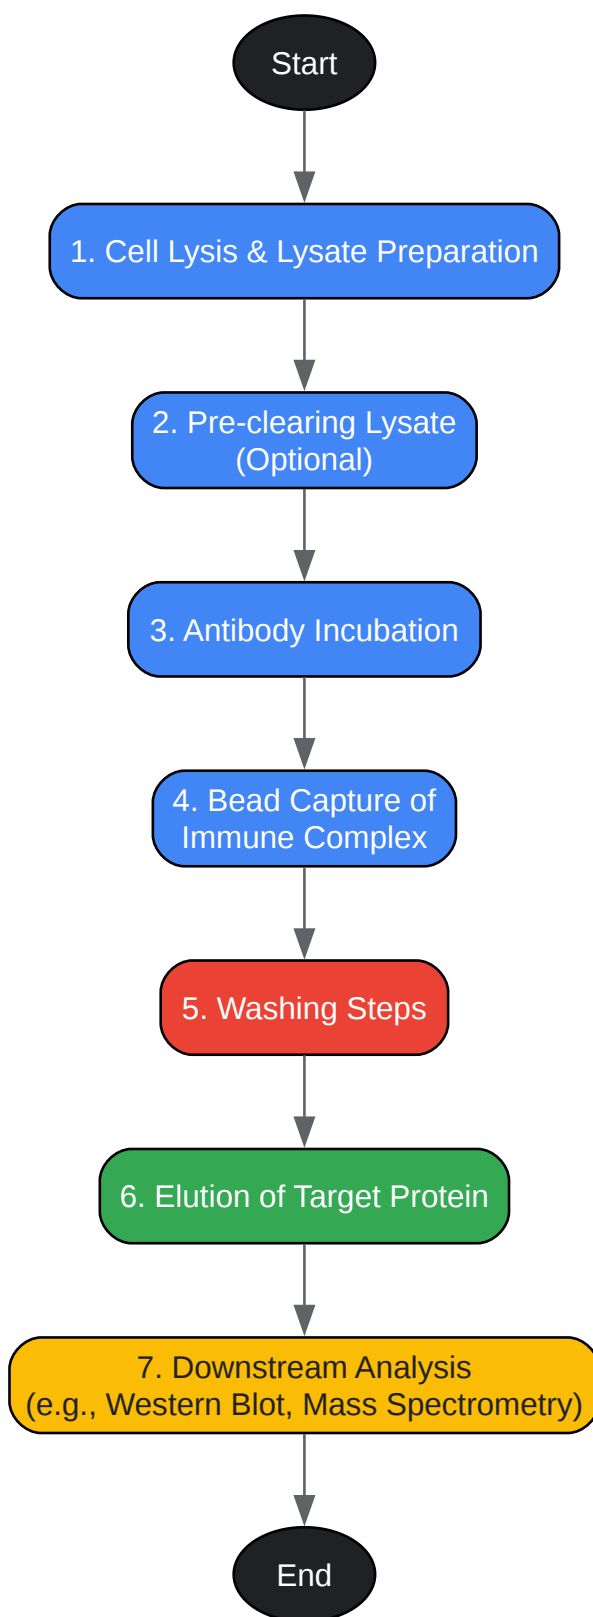 Start
1. Cell Lysis & Lysate Preparation
2. Pre-clearing Lysate
(Optional)
3. Antibody Incubation
4. Bead Capture of
Immune Complex
5. Washing Steps
6. Elution of Target Protein
7. Downstream Analysis
(e.g., Western Blot, Mass Spectrometry)
End